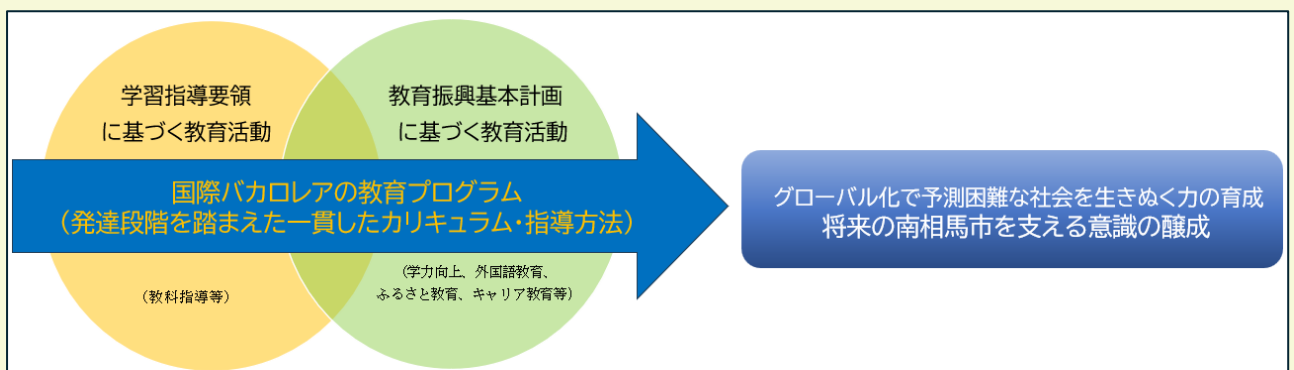 学習指導要領
に基づく教育活動
教育振興基本計画
に基づく教育活動
国際バカロレアの教育プログラム
（発達段階を踏まえた一貫したカリキュラム・指導方法）
（教科指導等）
（学力向上、外国語教育、
ふるさと教育、キャリア教育等）
グローバル化で予測困難な社会を生きぬく力の育成
将来の南相馬市を支える意識の醸成